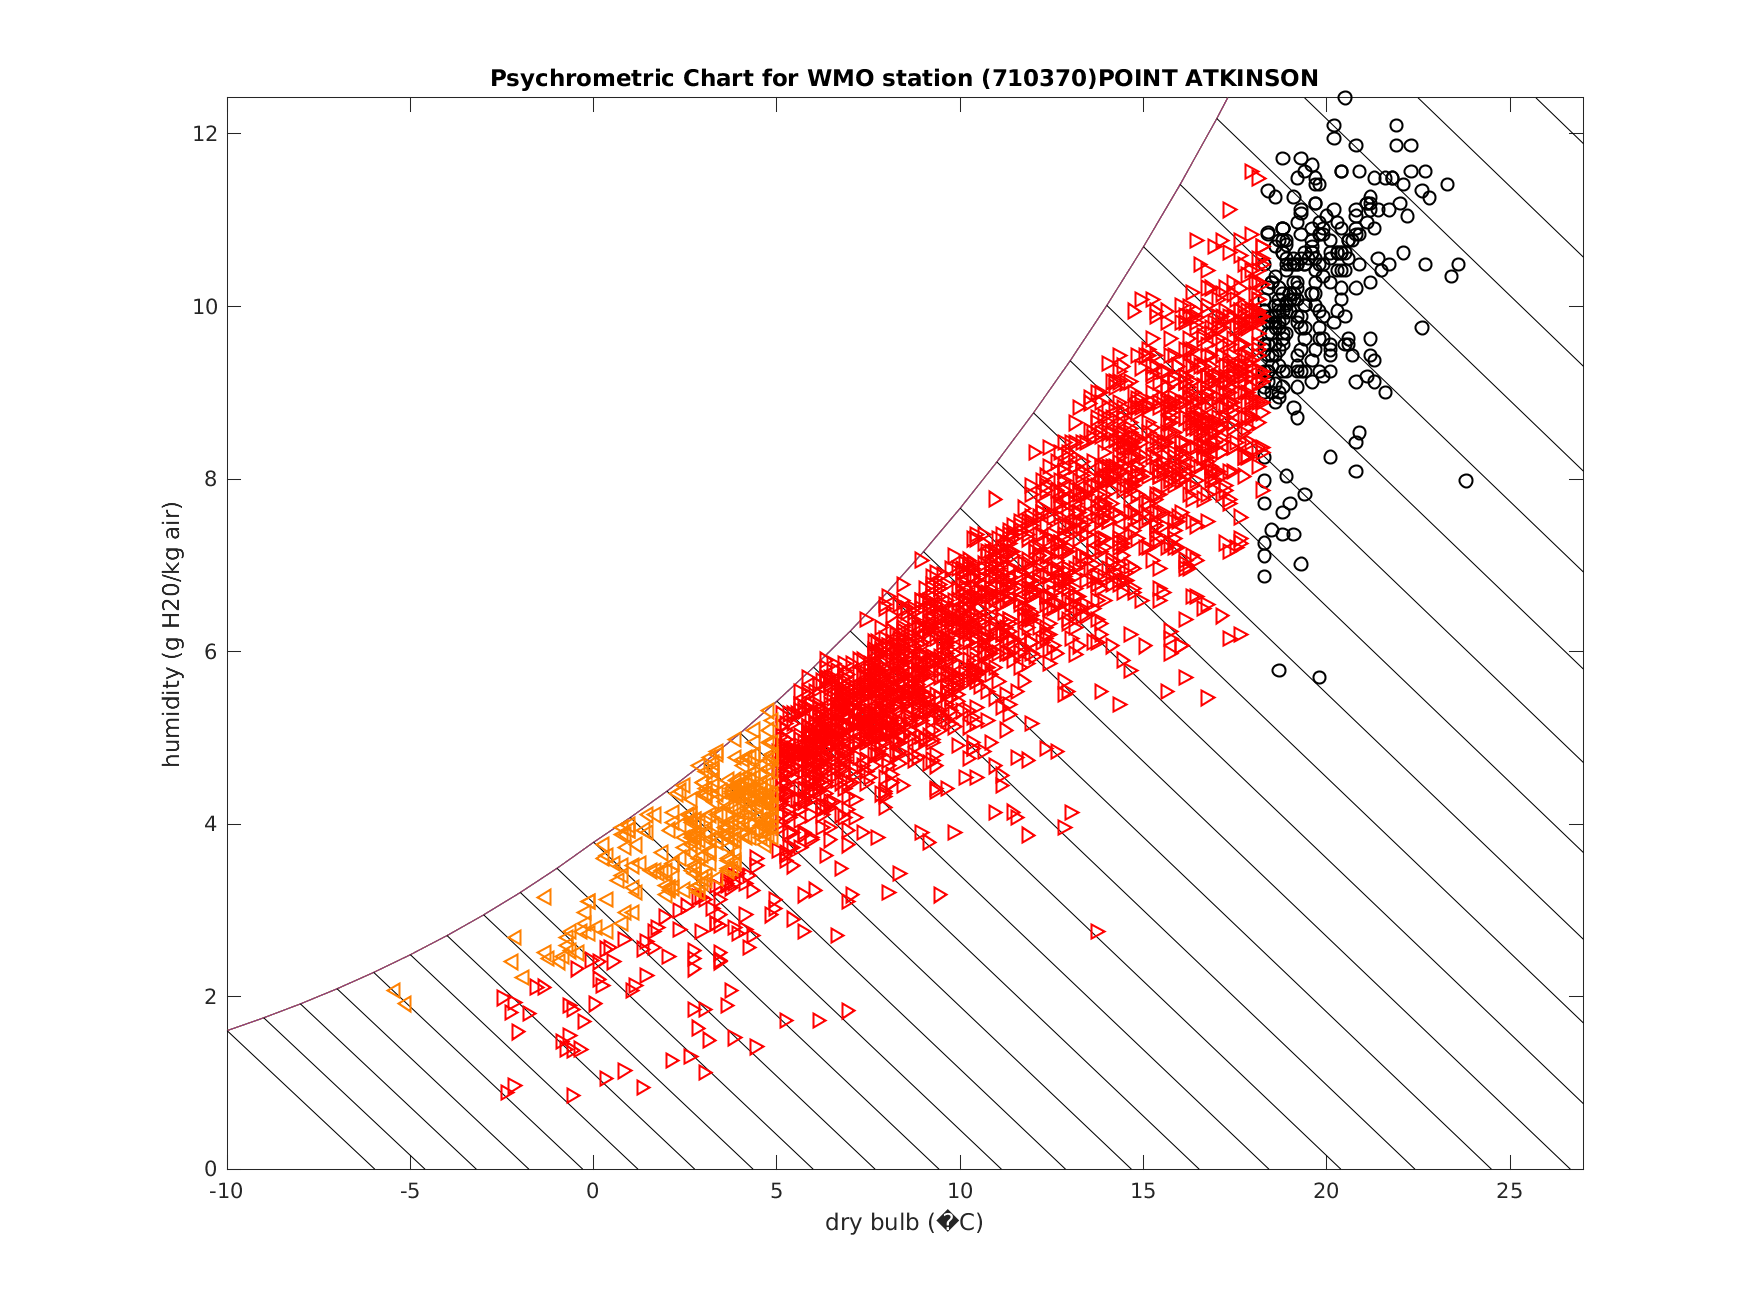 Psychrometric Chart for WMO station (710370)POINT ATKINSON
humidity (g H20/kg air)
12
10
8
6
4
2
0
-10 -5 0 5 10 15 20 25
dry bulb (�C)